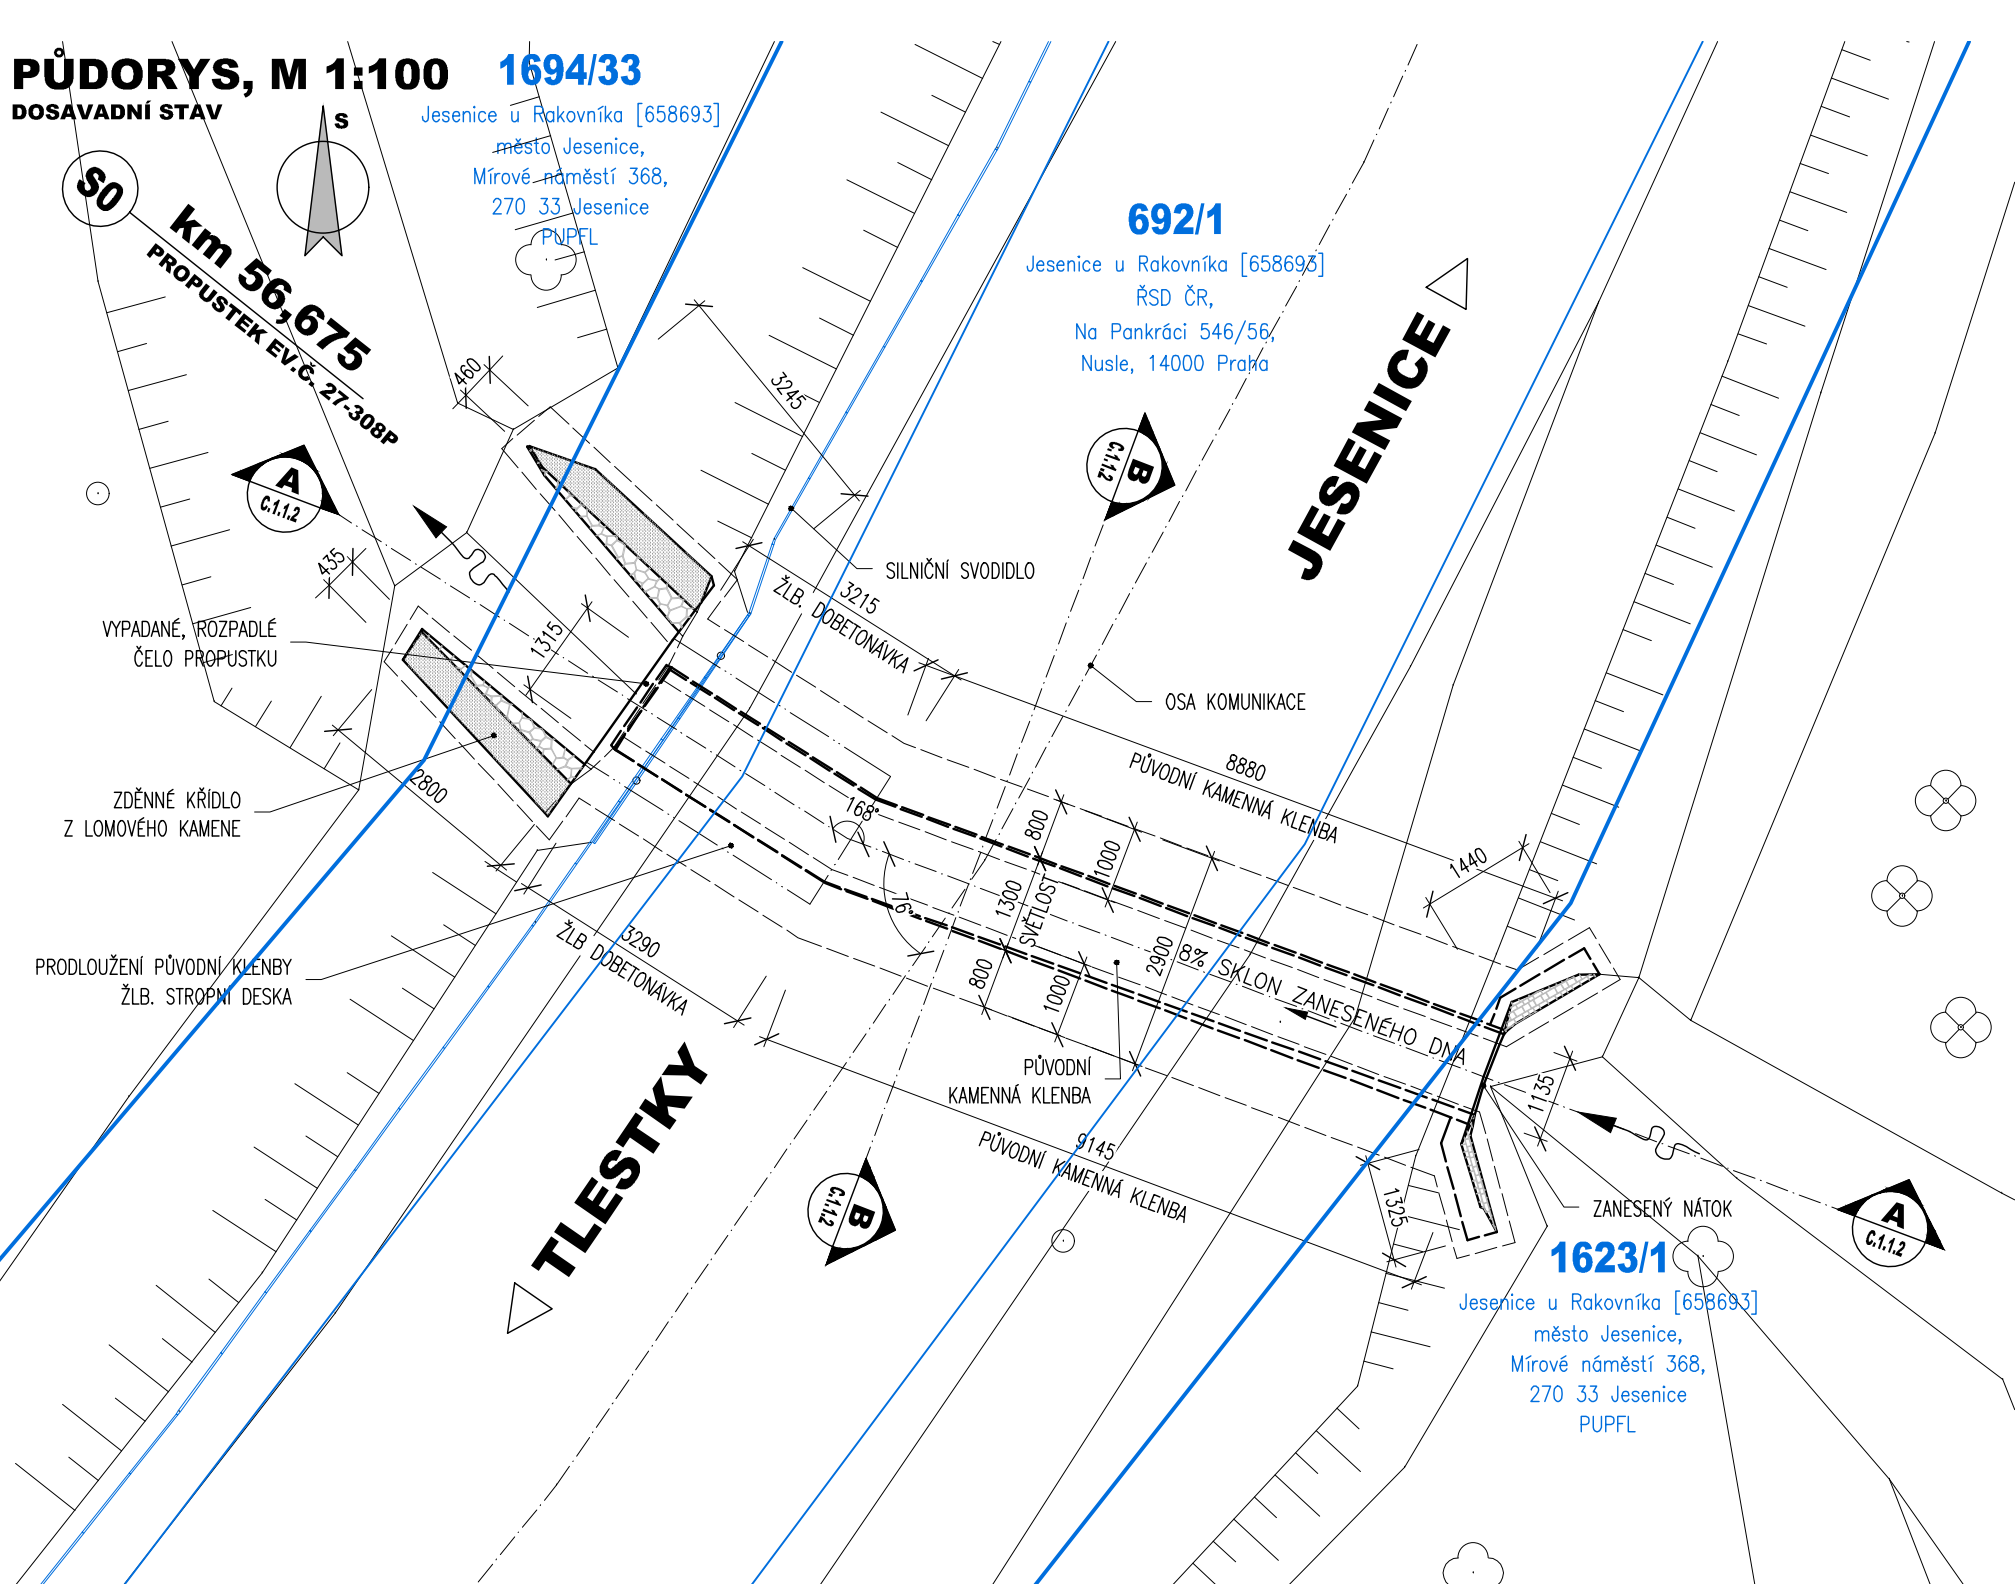 PŮDORYS, M 1:100
DOSAVADNÍ STAV
S
S0
km 56,675
PROPUSTEK EV.Č. 27-308P
1694/33
Jesenice u Rakovníka [658693]
město Jesenice,
Mírové náměstí 368,
270 33 Jesenice
PUPFL
692/1
Jesenice u Rakovníka [658693]
ŘSD ČR,
Na Pankráci 546/56,
Nusle, 14000 Praha
JESENICE
460
3245
A
C.1.1.2
B
C.1.1.2
435
SILNIČNÍ SVODIDLO
3215
ŽLB. DOBETONÁVKA
VYPADANÉ, ROZPADLÉ
ČELO PROPUSTKU
1315
OSA KOMUNIKACE
8880
PŮVODNÍ KAMENNÁ KLENBA
2800
ZDĚNNÉ KŘÍDLO
Z LOMOVÉHO KAMENE
168°
76°
800
1000
1300
SVĚTLOST
2900
800
1000
1440
8% SKLON ZANESENÉHO DNA
3290
ŽLB DOBETONÁVKA
PRODLOUŽENÍ PŮVODNÍ KLENBY
ŽLB. STROPNÍ DESKA
PŮVODNÍ
KAMENNÁ KLENBA
1135
9145
PŮVODNÍ KAMENNÁ KLENBA
TLESTKY
B
C.1.1.2
1325
ZANESENÝ NÁTOK
A
C.1.1.2
1623/1
Jesenice u Rakovníka [658693]
město Jesenice,
Mírové náměstí 368,
270 33 Jesenice
PUPFL